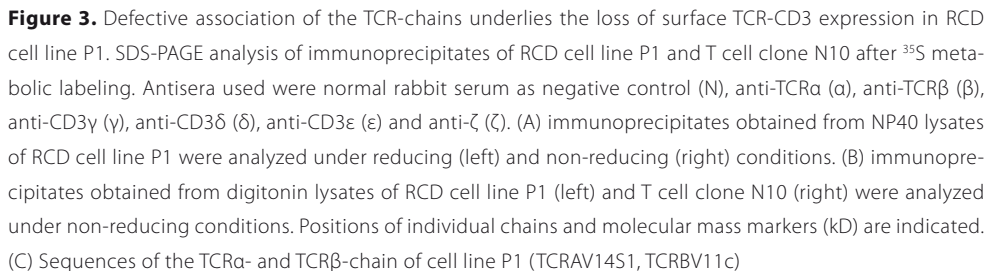 Figure 3. Defective association of the TCR-chains underlies the loss of surface TCR-CD3 expression in RCD
cell line P1. SDS-PAGE analysis of immunoprecipitates of RCD cell line P1 and T cell clone N10 after ³⁵S meta-
bolic labeling. Antisera used were normal rabbit serum as negative control (N), anti-TCRα (α), anti-TCRβ (β),
anti-CD3γ (γ), anti-CD3δ (δ), anti-CD3ε (ε) and anti-ζ (ζ). (A) immunoprecipitates obtained from NP40 lysates
of RCD cell line P1 were analyzed under reducing (left) and non-reducing (right) conditions. (B) immunopre-
cipitates obtained from digitonin lysates of RCD cell line P1 (left) and T cell clone N10 (right) were analyzed
under non-reducing conditions. Positions of individual chains and molecular mass markers (kD) are indicated.
(C) Sequences of the TCRα- and TCRβ-chain of cell line P1 (TCRAV14S1, TCRBV11c)